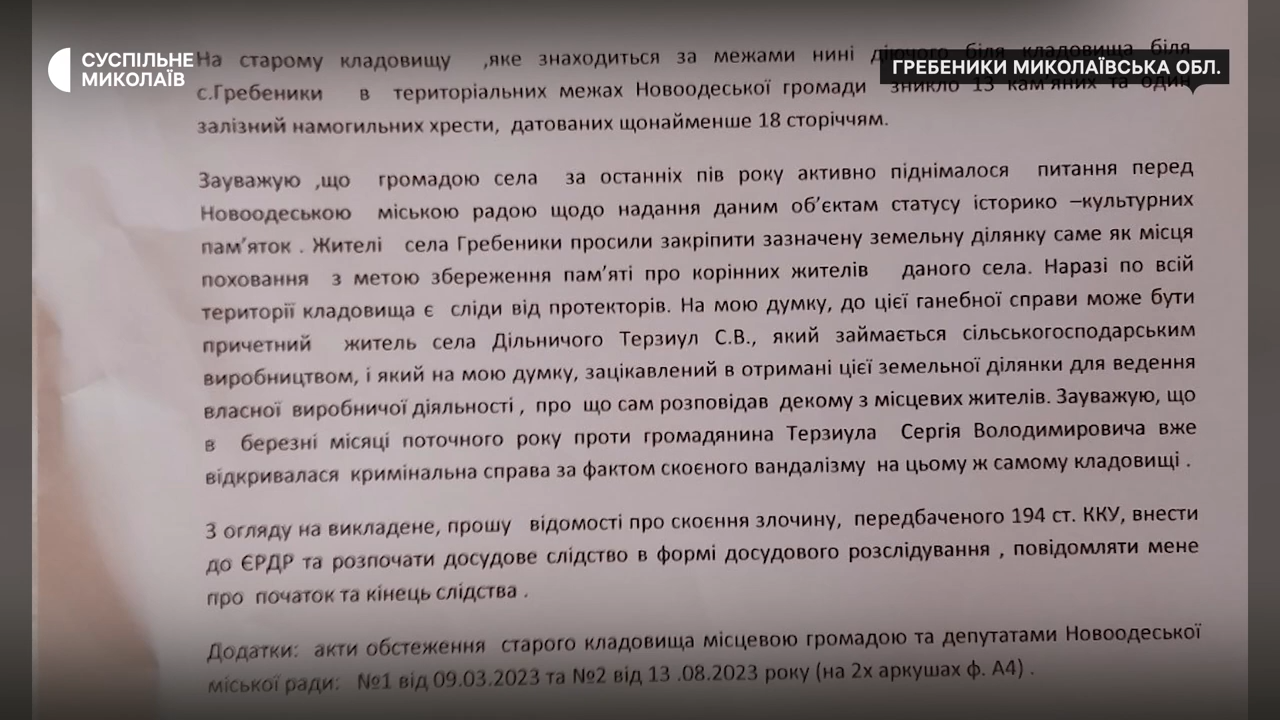 СУСПІЛЬНЕ
МИКОЛАЇВ
ГРЕБЕНИКИ МИКОЛАЇВСЬКА ОБЛ.
На старому кладовищу ,яке знаходиться за межами нині діючого біля кладовища біля
с.Гребеники в територіальних межах Новоодеської громади зникло 13 кам'яних та один
залізний намогильних хрести, датованих щонайменше 18 сторіччям.
Зауважую ,що громадою села за останніх пів року активно піднімалося питання перед
Новоодеською міською радою щодо надання даним об'єктам статусу історико –культурних
пам'яток . Жителі села Гребеники просили закріпити зазначену земельну ділянку саме як місця
поховання з метою збереження пам'яті про корінних жителів даного села. Наразі по всій
території кладовища є сліди від протекторів. На мою думку, до цієї ганебної справи може бути
причетний житель села Дільничого Терзиул С.В., який займається сільськогосподарським
виробництвом, і який на мою думку, зацікавлений в отримані цієї земельної ділянки для ведення
власної виробничої діяльності , про що сам розповідав декому з місцевих жителів. Зауважую, що
в березні місяці поточного року проти громадянина Терзиула Сергія Володимировича вже
відкривалася кримінальна справа за фактом скоєного вандалізму на цьому ж самому кладовищі .
З огляду на викладене, прошу відомості про скоєння злочину, передбаченого 194 ст. ККУ, внести
до ЄРДР та розпочати досудове слідство в формі досудового розслідування , повідомляти мене
про початок та кінець слідства .
Додатки: акти обстеження старого кладовища місцевою громадою та депутатами Новоодеської
міської ради: №1 від 09.03.2023 та №2 від 13 .08.2023 року (на 2х аркушах ф. А4) .